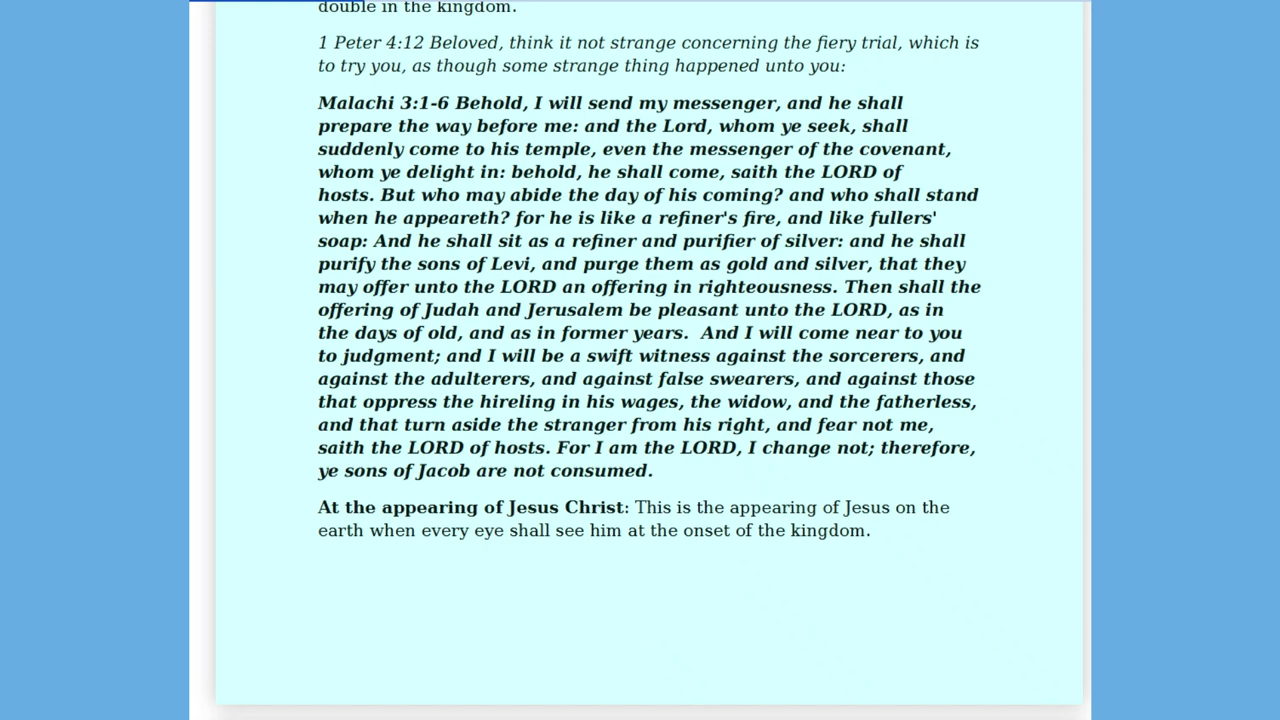 double in the kingdom.
1 Peter 4:12 Beloved, think it not strange concerning the fiery trial, which is
to try you, as though some strange thing happened unto you:
Malachi 3:1-6 Behold, I will send my messenger, and he shall
prepare the way before me: and the Lord, whom ye seek, shall
suddenly come to his temple, even the messenger of the covenant,
whom ye delight in: behold, he shall come, saith the LORD of
hosts. But who may abide the day of his coming? and who shall stand
when he appeareth? for he is like a refiner's fire, and like fullers'
soap: And he shall sit as a refiner and purifier of silver: and he shall
purify the sons of Levi, and purge them as gold and silver, that they
may offer unto the LORD an offering in righteousness. Then shall the
offering of Judah and Jerusalem be pleasant unto the LORD, as in
the days of old, and as in former years.  And I will come near to you
to judgment; and I will be a swift witness against the sorcerers, and
against the adulterers, and against false swearers, and against those
that oppress the hireling in his wages, the widow, and the fatherless,
and that turn aside the stranger from his right, and fear not me,
saith the LORD of hosts. For I am the LORD, I change not; therefore,
ye sons of Jacob are not consumed.
At the appearing of Jesus Christ: This is the appearing of Jesus on the
earth when every eye shall see him at the onset of the kingdom.